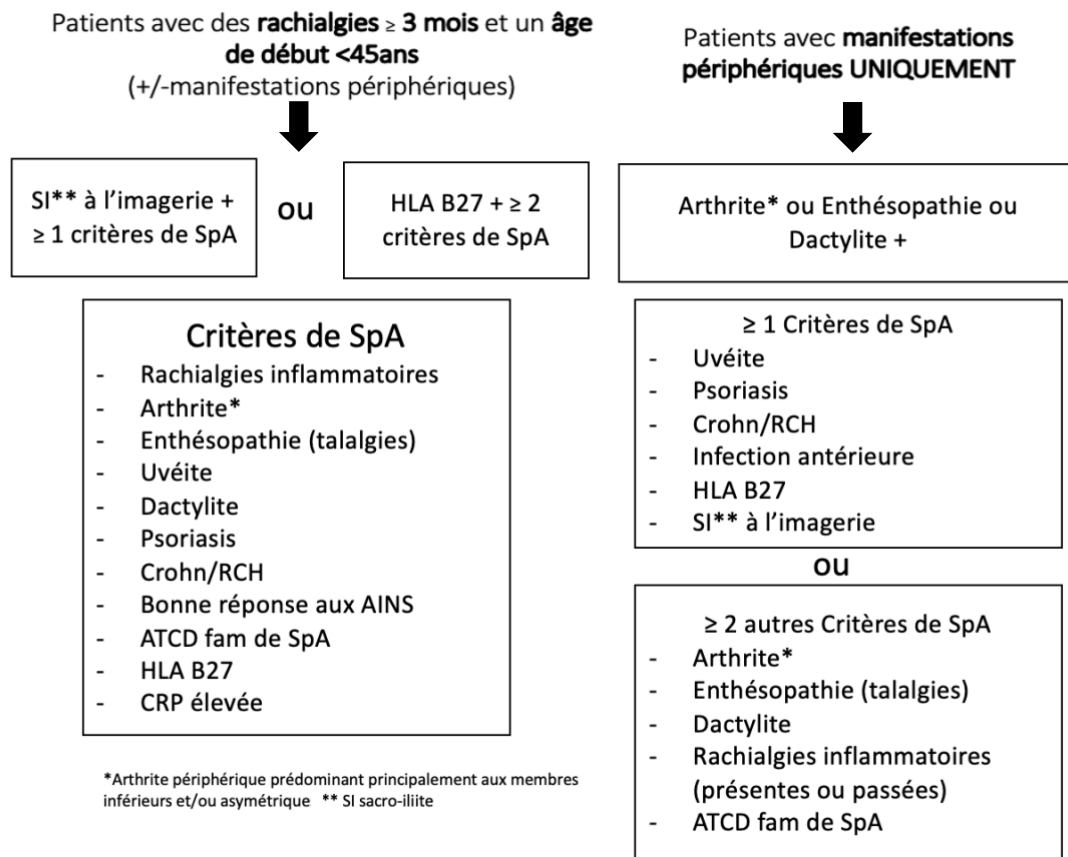 Patients avec des rachialgies ≥ 3 mois et un âge
de début <45ans
(+/-manifestations périphériques)
SI** à l'imagerie +
≥ 1 critères de SpA
ou
HLA B27 + ≥ 2
critères de SpA
Critères de SpA
- Rachialgies inflammatoires
- Arthrite*
- Enthésopathie (talalgies)
- Uvéite
- Dactylite
- Psoriasis
- Crohn/RCH
- Bonne réponse aux AINS
- ATCD fam de SpA
- HLA B27
- CRP élevée
*Arthrite périphérique prédominant principalement aux membres
inférieurs et/ou asymétrique ** SI sacro-iliite
Patients avec manifestations
périphériques UNIQUEMENT
Arthrite* ou Enthésopathie ou
Dactylite +
≥ 1 Critères de SpA
- Uvéite
- Psoriasis
- Crohn/RCH
- Infection antérieure
- HLA B27
- SI** à l'imagerie
ou
≥ 2 autres Critères de SpA
- Arthrite*
- Enthésopathie (talalgies)
- Dactylite
- Rachialgies inflammatoires
(présentes ou passées)
- ATCD fam de SpA